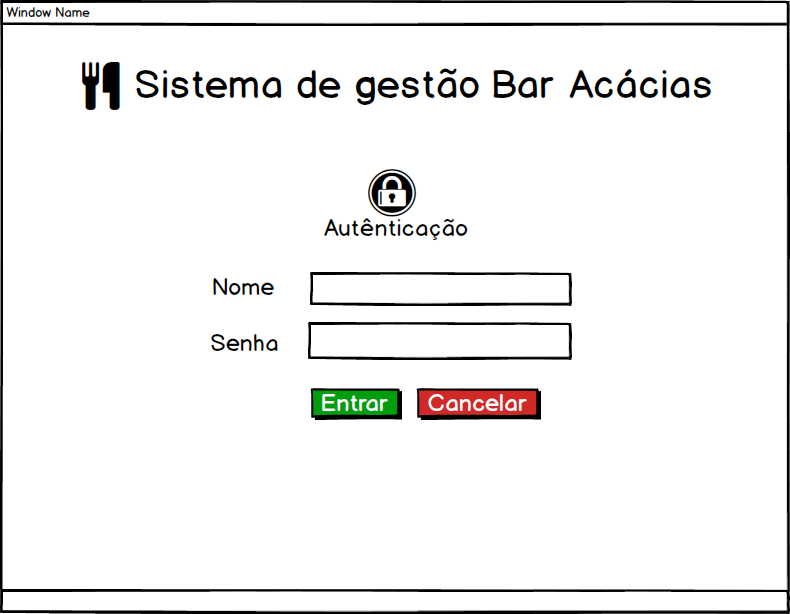 Window Name
Sistema de gestão Bar Acácias
Autênticação
Nome
Senha
Entrar Cancelar